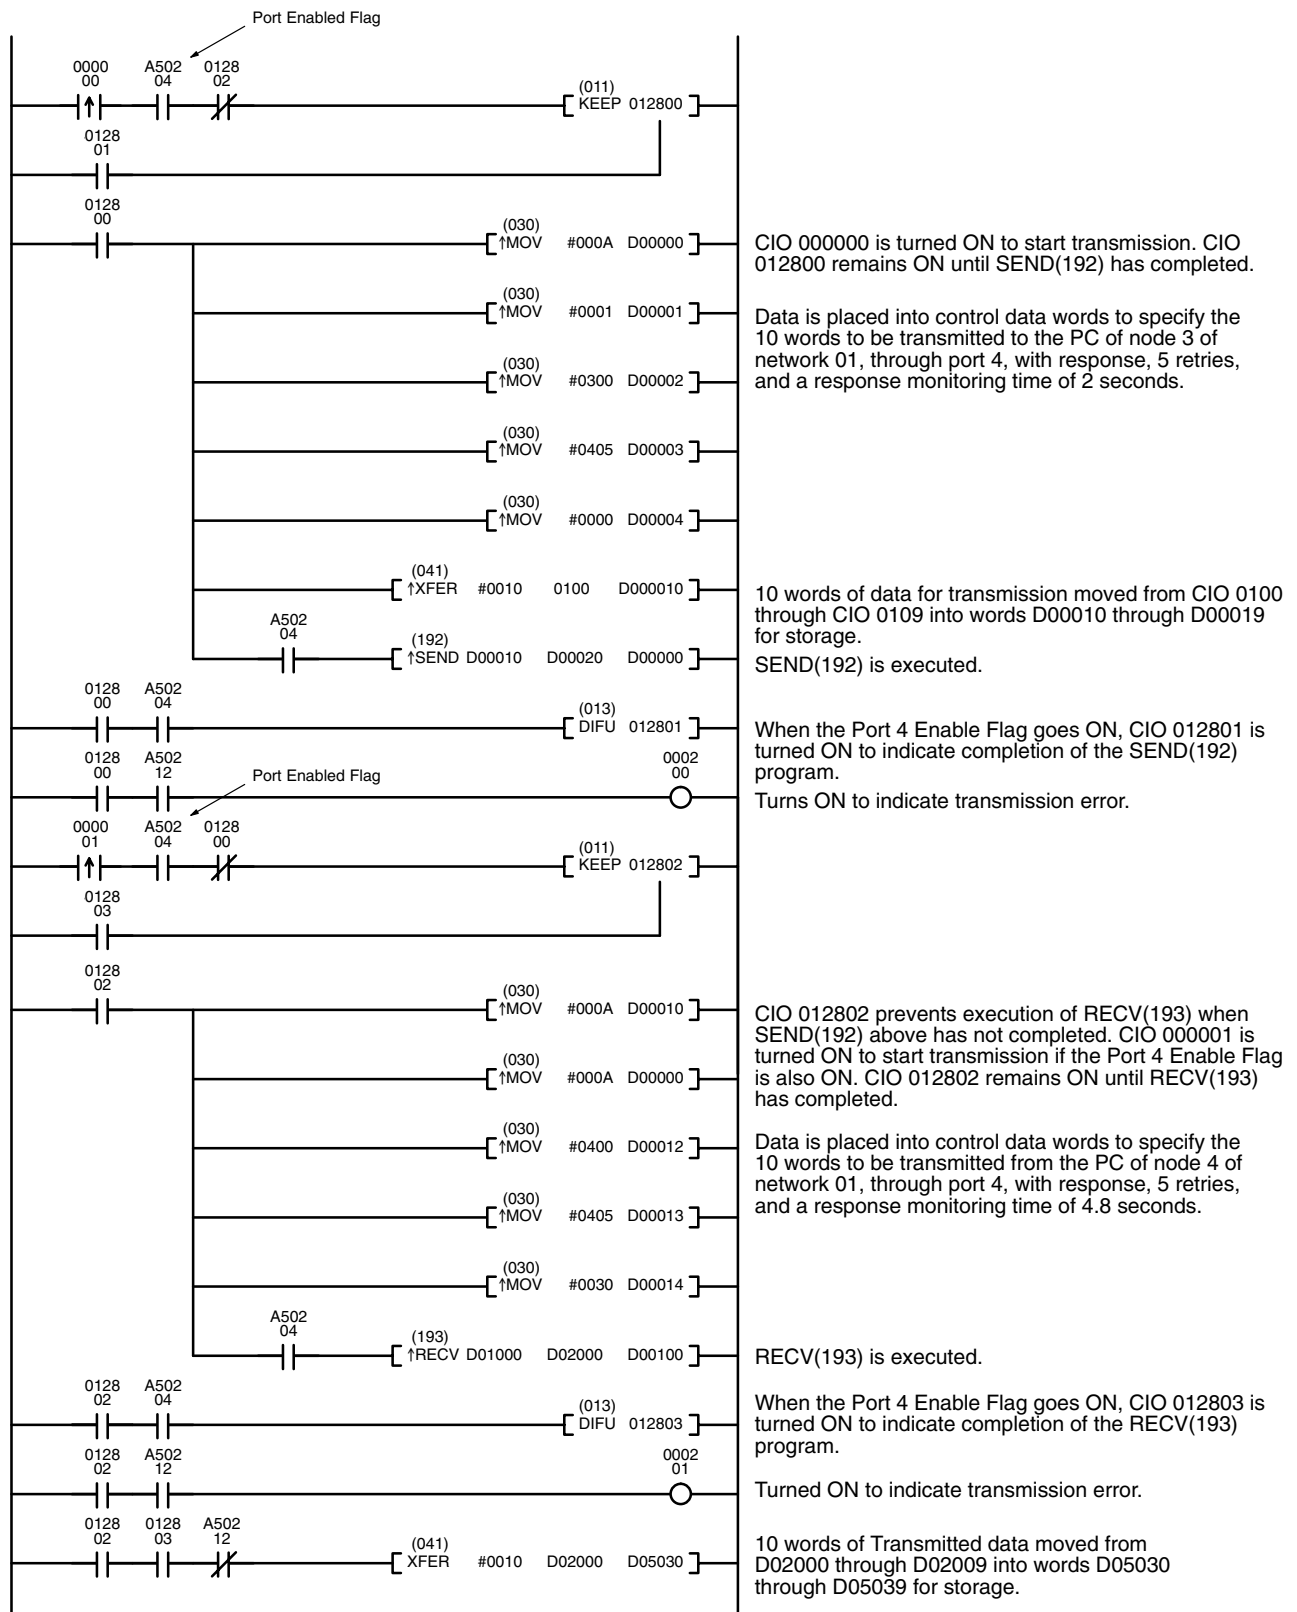 Port Enabled Flag
0000 A502 0128
00 04 02
(011)
KEEP 012800
0128
01
0128
00
(030)
↑MOV #000A D00000
CIO 000000 is turned ON to start transmission. CIO
012800 remains ON until SEND(192) has completed.
(030)
↑MOV #0001 D00001
Data is placed into control data words to specify the
10 words to be transmitted to the PC of node 3 of
network 01, through port 4, with response, 5 retries,
and a response monitoring time of 2 seconds.
(030)
↑MOV #0300 D00002
(030)
↑MOV #0405 D00003
(030)
↑MOV #0000 D00004
(041)
↑XFER #0010 0100 D000010
10 words of data for transmission moved from CIO 0100
through CIO 0109 into words D00010 through D00019
for storage.
A502
04
(192)
↑SEND D00010 D00020 D00000
SEND(192) is executed.
0128 A502
00 04
(013)
DIFU 012801
When the Port 4 Enable Flag goes ON, CIO 012801 is
turned ON to indicate completion of the SEND(192)
program.
0128 A502
00 12
0002
00
Turns ON to indicate transmission error.
Port Enabled Flag
0000 A502 0128
01 04 00
(011)
KEEP 012802
0128
03
0128
02
(030)
↑MOV #000A D00010
CIO 012802 prevents execution of RECV(193) when
SEND(192) above has not completed. CIO 000001 is
turned ON to start transmission if the Port 4 Enable Flag
is also ON. CIO 012802 remains ON until RECV(193)
has completed.
(030)
↑MOV #000A D00000
(030)
↑MOV #0400 D00012
Data is placed into control data words to specify the
10 words to be transmitted from the PC of node 4 of
network 01, through port 4, with response, 5 retries,
and a response monitoring time of 4.8 seconds.
(030)
↑MOV #0405 D00013
(030)
↑MOV #0030 D00014
A502
04
(193)
↑RECV D01000 D02000 D00100
RECV(193) is executed.
0128 A502
02 04
(013)
DIFU 012803
When the Port 4 Enable Flag goes ON, CIO 012803 is
turned ON to indicate completion of the RECV(193)
program.
0128 A502
02 12
0002
01
Turned ON to indicate transmission error.
0128 0128 A502
02 03 12
(041)
XFER #0010 D02000 D05030
10 words of Transmitted data moved from
D02000 through D02009 into words D05030
through D05039 for storage.